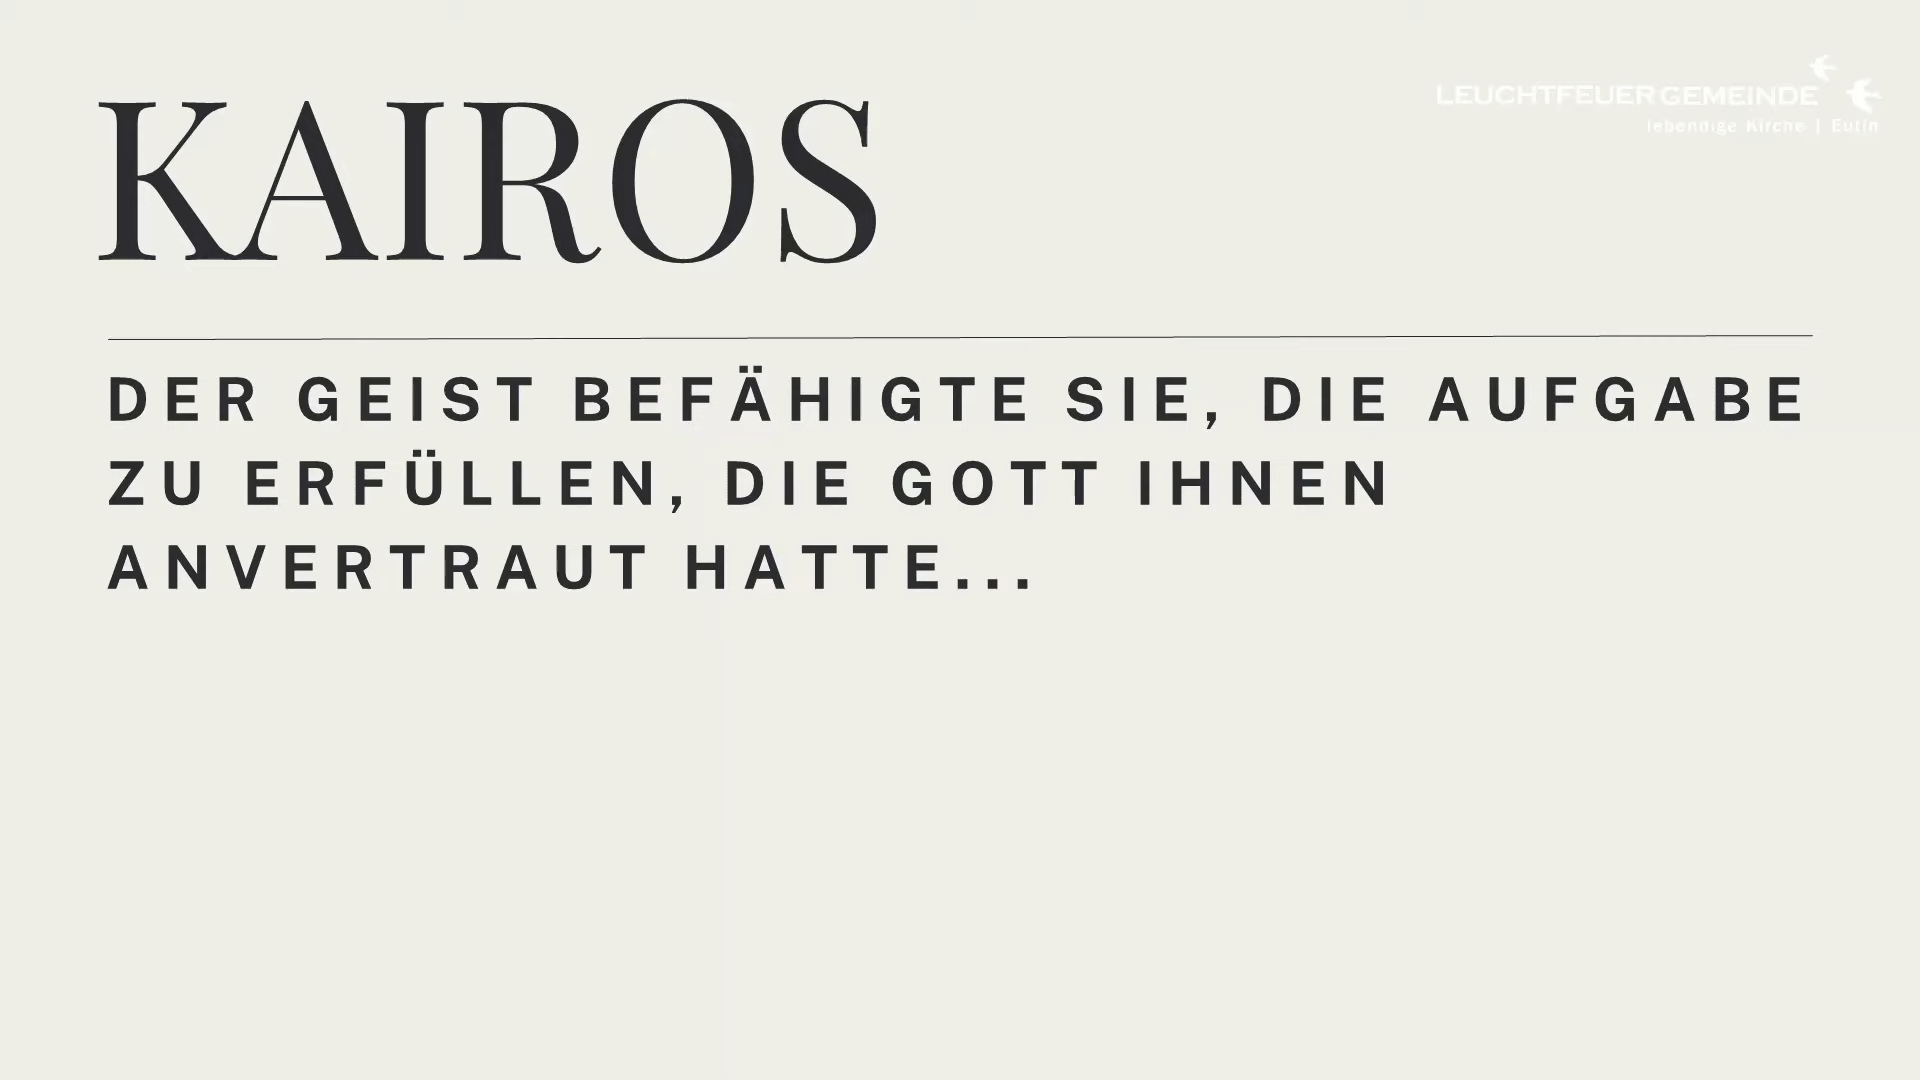 KAIROS
LEUCHTFEUER GEMEINDE
lebendige Kirche | Eutin
DER GEIST BEFÄHIGTE SIE, DIE AUFGABE
ZU ERFÜLLEN, DIE GOTT IHNEN
ANVERTRAUT HATTE...